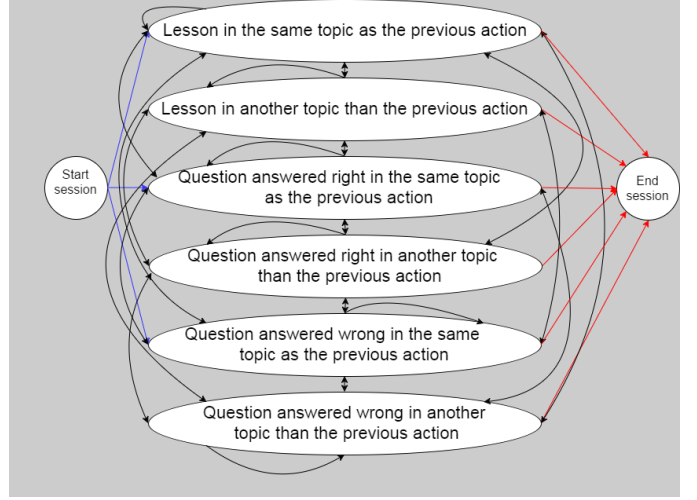 Lesson in the same topic as the previous action
Lesson in another topic than the previous action
Start
session
Question answered right in the same topic
as the previous action
End
session
Question answered right in another topic
than the previous action
Question answered wrong in the same
topic as the previous action
Question answered wrong in another
topic than the previous action